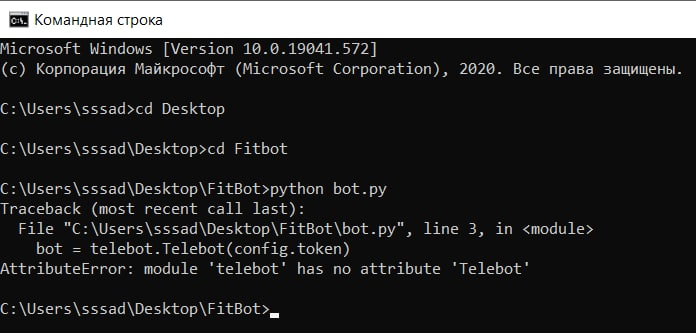 Командная строка
Microsoft Windows [Version 10.0.19041.572]
(c) Корпорация Майкрософт (Microsoft Corporation), 2020. Все права защищены.
C:\Users\sssad>cd Desktop
C:\Users\sssad\Desktop>cd Fitbot
C:\Users\sssad\Desktop\FitBot>python bot.py
Traceback (most recent call last):
  File "C:\Users\sssad\Desktop\FitBot\bot.py", line 3, in <module>
    bot = telebot.Telebot(config.token)
AttributeError: module 'telebot' has no attribute 'Telebot'
C:\Users\sssad\Desktop\FitBot>